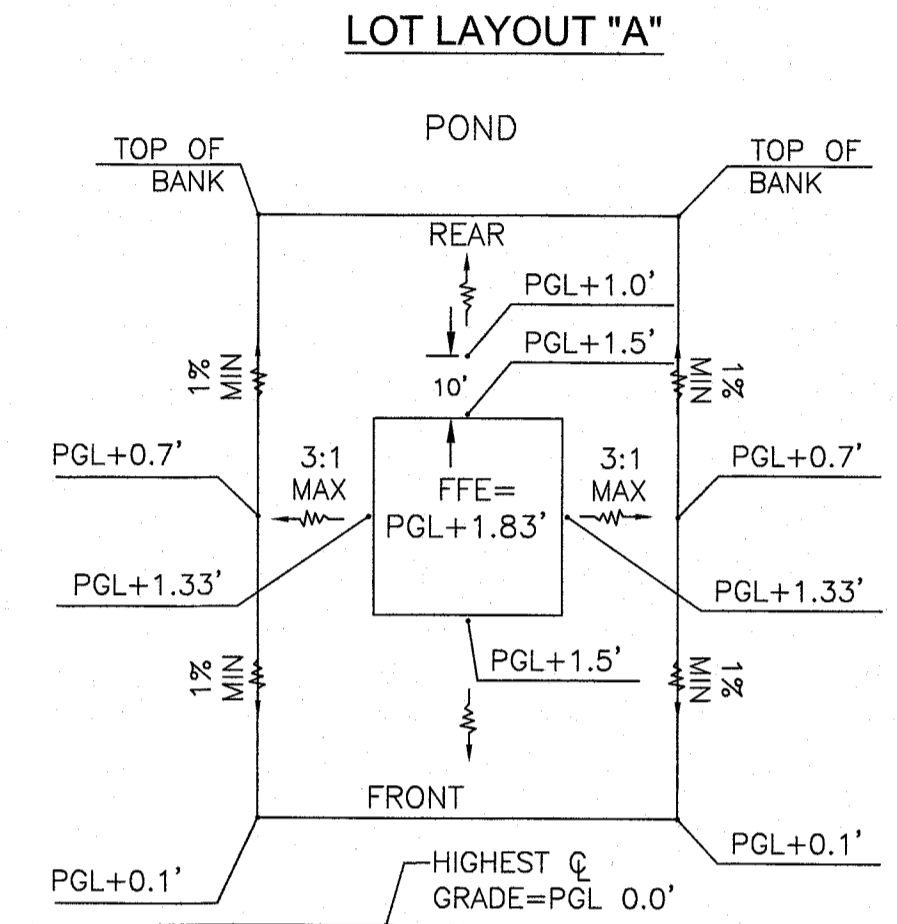 LOT LAYOUT "A"
POND
TOP OF
BANK
TOP OF
BANK
REAR
PGL+1.0'
PGL+1.5'
10'
1%
MIN
1%
MIN
PGL+0.7'
3:1
MAX
FFE=
PGL+1.83'
3:1
MAX
PGL+0.7'
PGL+1.33'
PGL+1.33'
PGL+1.5'
1%
MIN
1%
MIN
FRONT
PGL+0.1'
PGL+0.1'
HIGHEST ℄
GRADE=PGL 0.0'